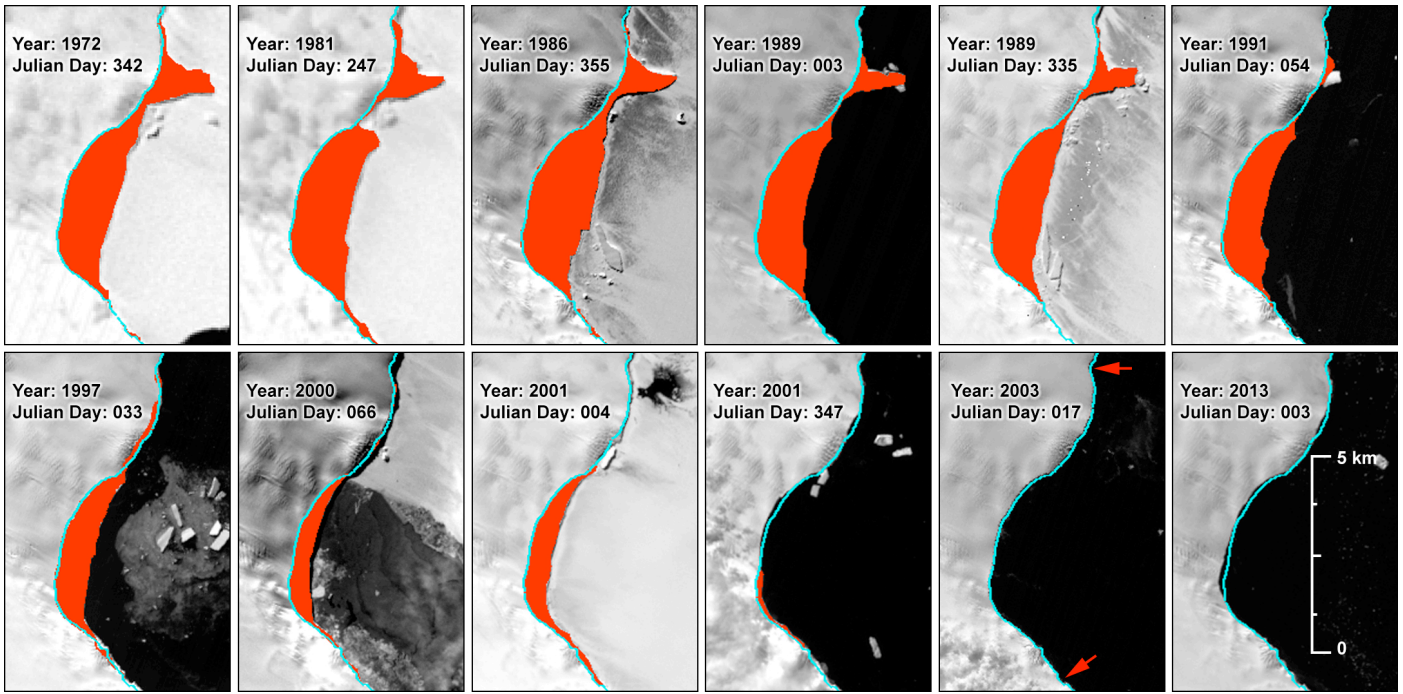 Year: 1972
Julian Day: 342
Year: 1981
Julian Day: 247
Year: 1986
Julian Day: 355
Year: 1989
Julian Day: 003
Year: 1989
Julian Day: 335
Year: 1991
Julian Day: 054
Year: 1997
Julian Day: 033
Year: 2000
Julian Day: 066
Year: 2001
Julian Day: 004
Year: 2001
Julian Day: 347
Year: 2003
Julian Day: 017
Year: 2013
Julian Day: 003
5 km
0